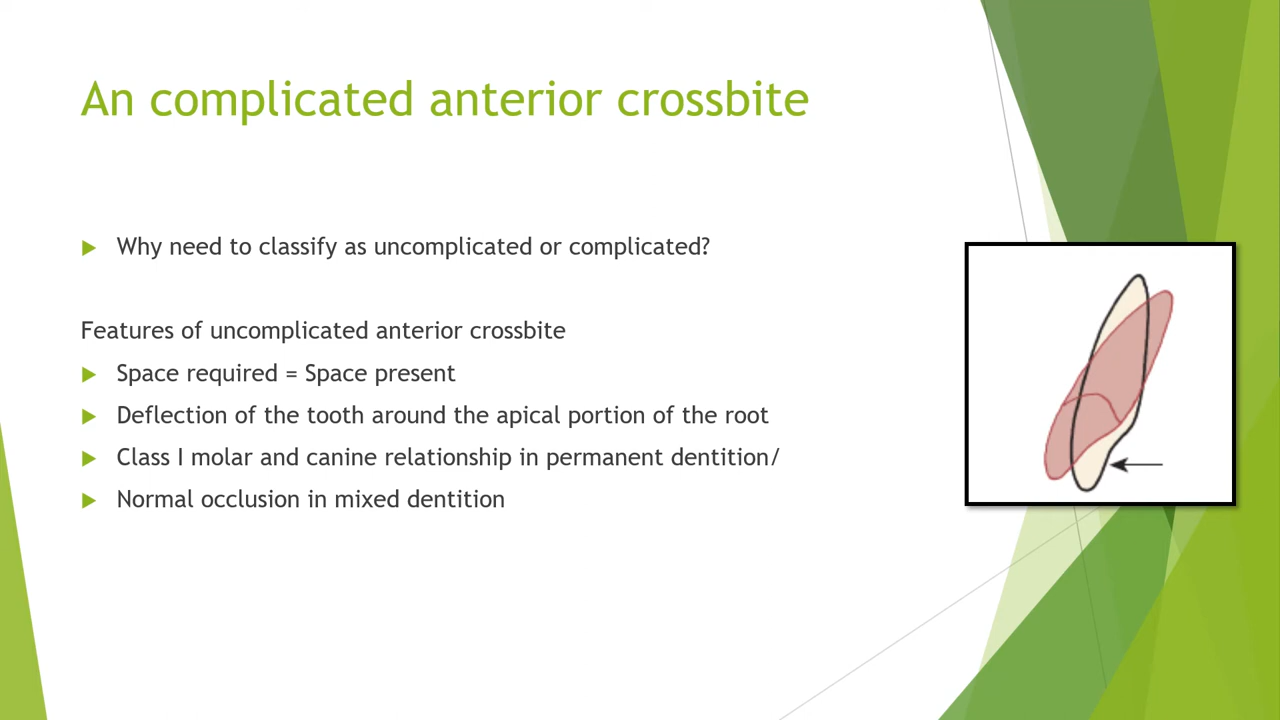 An complicated anterior crossbite
Why need to classify as uncomplicated or complicated?
Features of uncomplicated anterior crossbite
Space required = Space present
Deflection of the tooth around the apical portion of the root
Class I molar and canine relationship in permanent dentition/
Normal occlusion in mixed dentition